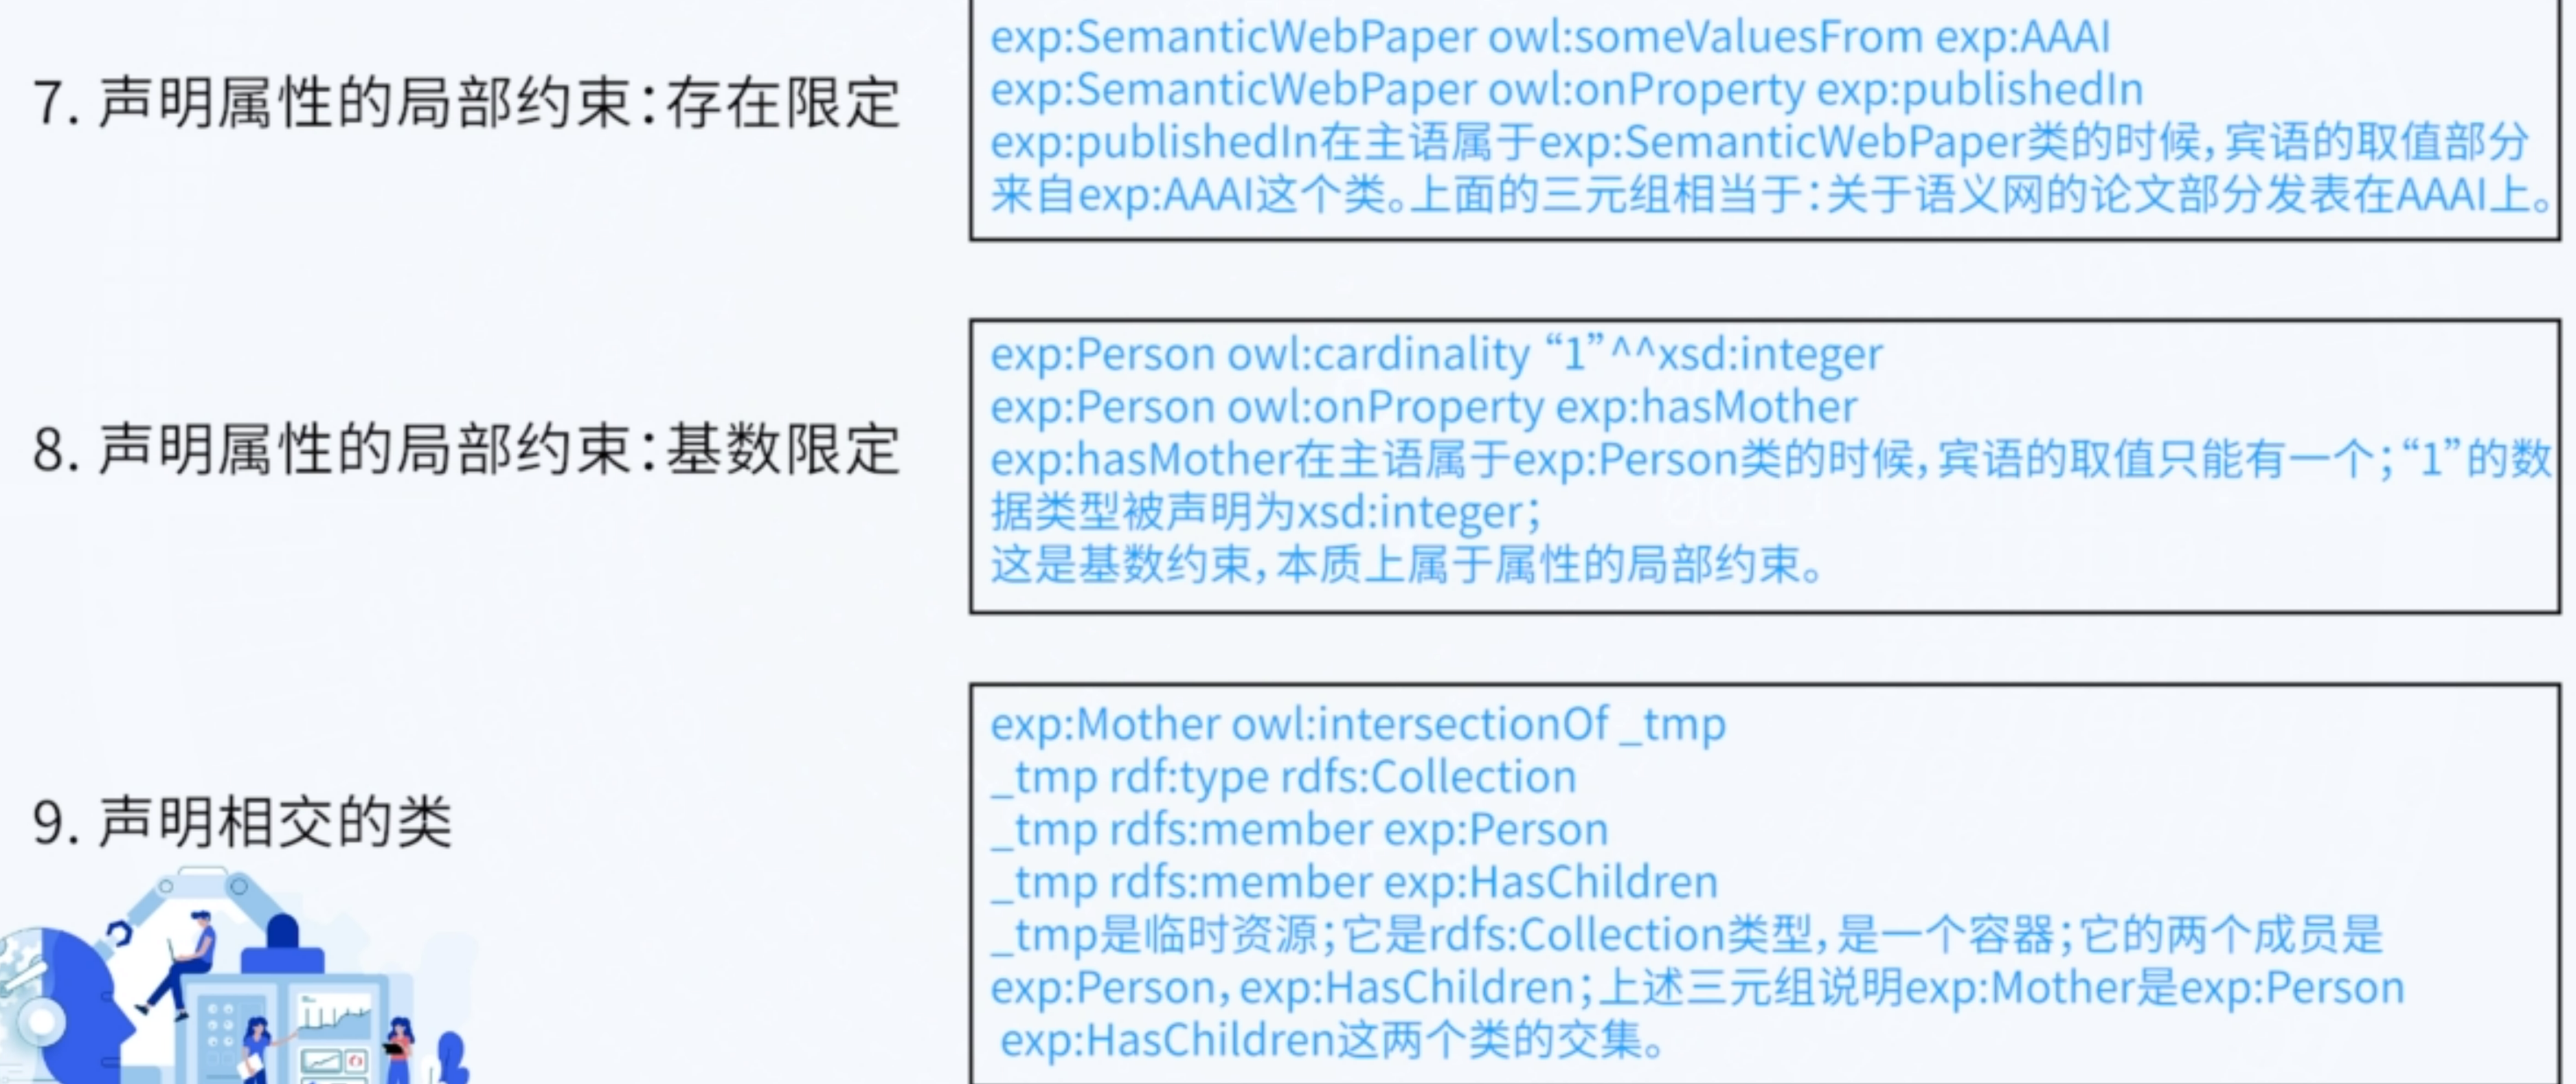 7. 声明属性的局部约束：存在限定
exp:SemanticWebPaper owl:someValuesFrom exp:AAAI
exp:SemanticWebPaper owl:onProperty exp:publishedIn
exp:publishedIn在主语属于exp:SemanticWebPaper类的时候，宾语的取值部分
来自exp:AAAI这个类。上面的三元组相当于：关于语义网的论文部分发表在AAAI上。
8. 声明属性的局部约束：基数限定
exp:Person owl:cardinality “1”^^xsd:integer
exp:Person owl:onProperty exp:hasMother
exp:hasMother在主语属于exp:Person类的时候，宾语的取值只能有一个；“1”的数
据类型被声明为xsd:integer；
这是基数约束，本质上属于属性的局部约束。
9. 声明相交的类
exp:Mother owl:intersectionOf _tmp
_tmp rdf:type rdfs:Collection
_tmp rdfs:member exp:Person
_tmp rdfs:member exp:HasChildren
_tmp是临时资源；它是rdfs:Collection类型，是一个容器；它的两个成员是
exp:Person，exp:HasChildren；上述三元组说明exp:Mother是exp:Person
exp:HasChildren这两个类的交集。